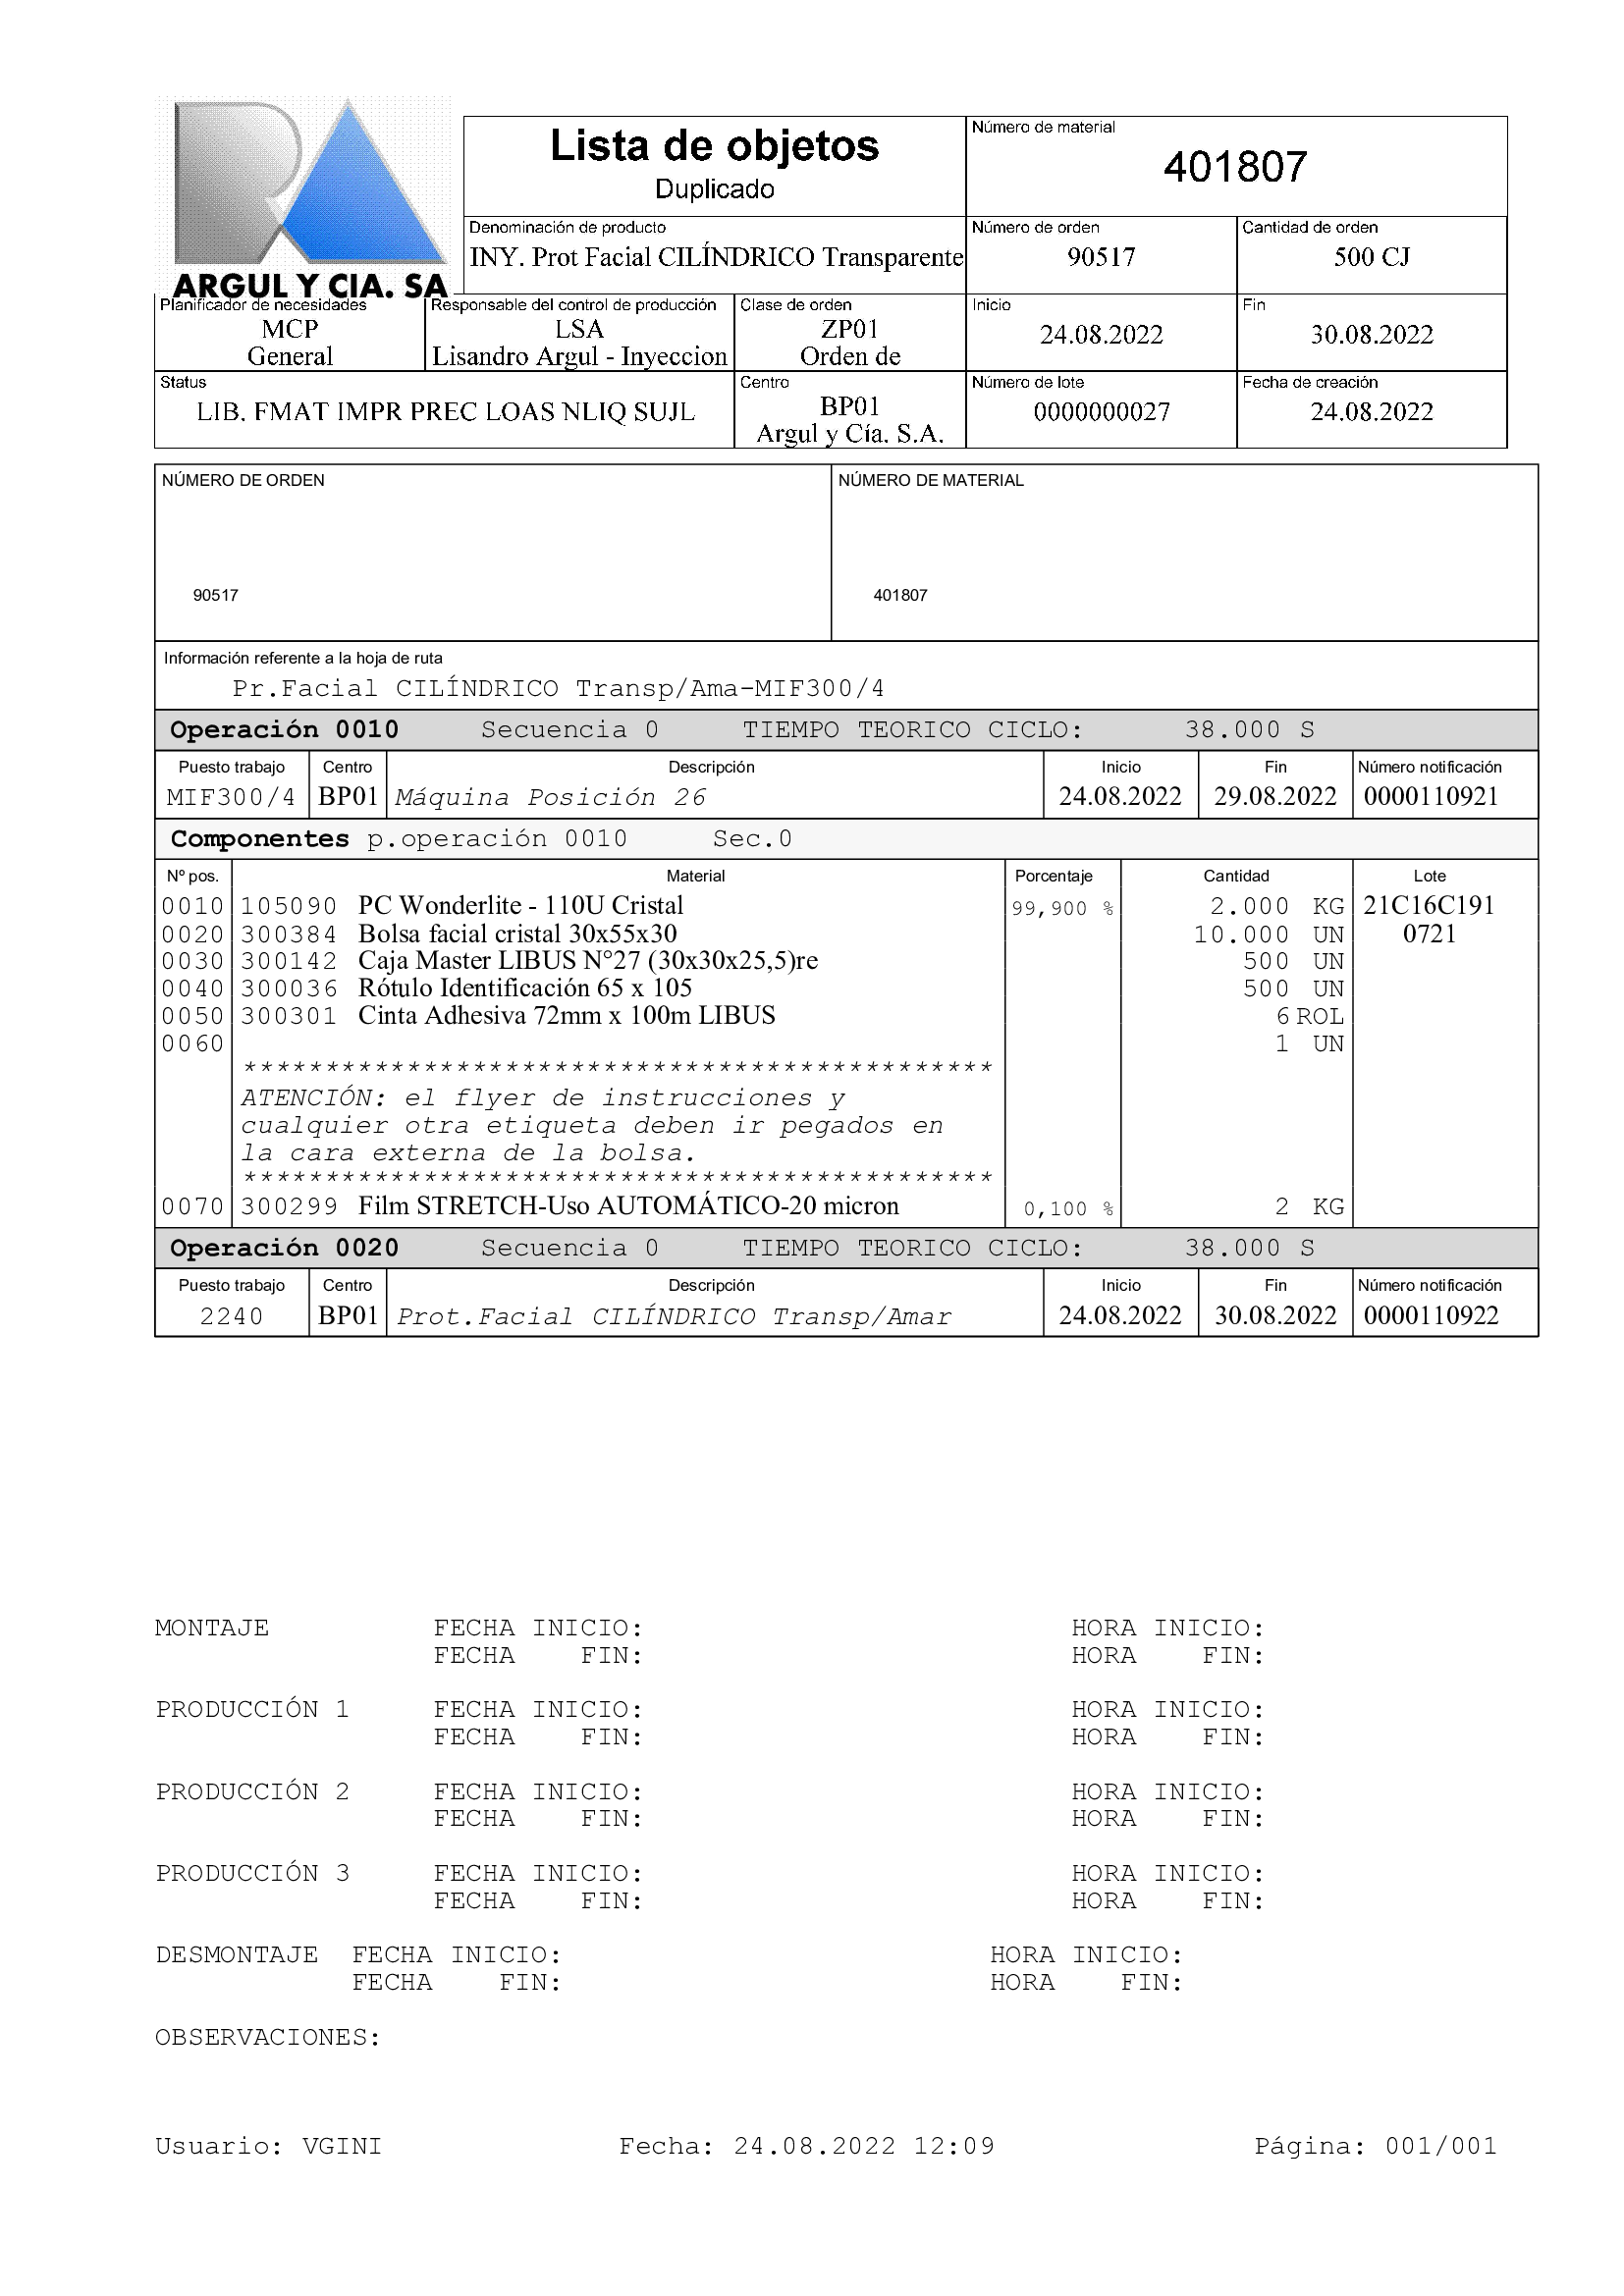 ARGUL Y CIA. SA
Lista de objetos
Duplicado
Número de material
401807
Denominación de producto
INY. Prot Facial CILÍNDRICO Transparente
Número de orden
90517
Cantidad de orden
500 CJ
Planificador de necesidades
MCP
General
Responsable del control de producción
LSA
Lisandro Argul - Inyeccion
Clase de orden
ZP01
Orden de
Inicio
24.08.2022
Fin
30.08.2022
Status
LIB. FMAT IMPR PREC LOAS NLIQ SUJL
Centro
BP01
Argul y Cía. S.A.
Número de lote
0000000027
Fecha de creación
24.08.2022
NÚMERO DE ORDEN
90517
NÚMERO DE MATERIAL
401807
Información referente a la hoja de ruta
Pr.Facial CILÍNDRICO Transp/Ama-MIF300/4
Operación 0010 Secuencia 0 TIEMPO TEORICO CICLO: 38.000 S
Puesto trabajo Centro Descripción Inicio Fin Número notificación
MIF300/4 BP01 Máquina Posición 26 24.08.2022 29.08.2022 0000110921
Componentes p.operación 0010 Sec.0
Nº pos. Material Porcentaje Cantidad Lote
0010 105090 PC Wonderlite - 110U Cristal 99,900 % 2.000 KG 21C16C191
0020 300384 Bolsa facial cristal 30x55x30 10.000 UN 0721
0030 300142 Caja Master LIBUS N°27 (30x30x25,5)re 500 UN
0040 300036 Rótulo Identificación 65 x 105 500 UN
0050 300301 Cinta Adhesiva 72mm x 100m LIBUS 6 ROL
0060 1 UN
**********************************************
ATENCIÓN: el flyer de instrucciones y
cualquier otra etiqueta deben ir pegados en
la cara externa de la bolsa.
**********************************************
0070 300299 Film STRETCH-Uso AUTOMÁTICO-20 micron 0,100 % 2 KG
Operación 0020 Secuencia 0 TIEMPO TEORICO CICLO: 38.000 S
Puesto trabajo Centro Descripción Inicio Fin Número notificación
2240 BP01 Prot.Facial CILÍNDRICO Transp/Amar 24.08.2022 30.08.2022 0000110922
MONTAJE FECHA INICIO: HORA INICIO:
FECHA FIN: HORA FIN:
PRODUCCIÓN 1 FECHA INICIO: HORA INICIO:
FECHA FIN: HORA FIN:
PRODUCCIÓN 2 FECHA INICIO: HORA INICIO:
FECHA FIN: HORA FIN:
PRODUCCIÓN 3 FECHA INICIO: HORA INICIO:
FECHA FIN: HORA FIN:
DESMONTAJE FECHA INICIO: HORA INICIO:
FECHA FIN: HORA FIN:
OBSERVACIONES:
Usuario: VGINI Fecha: 24.08.2022 12:09 Página: 001/001